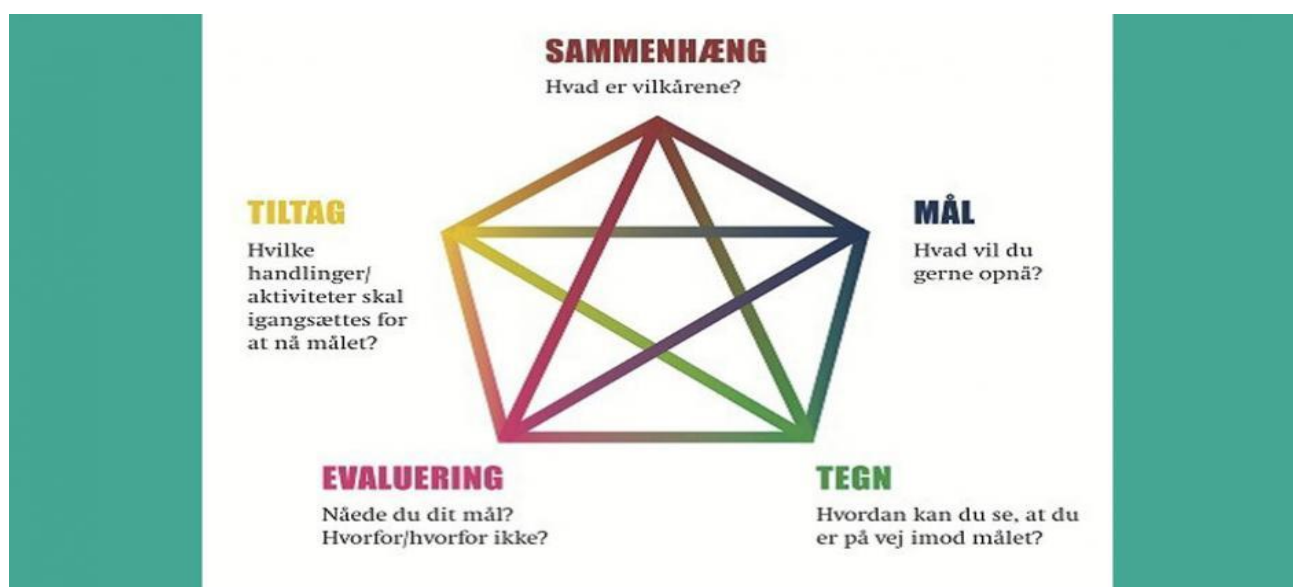 SAMMENHÆNG
Hvad er vilkårene?
TILTAG
Hvilke
handlinger/
aktiviteter skal
igangsættes for
at nå målet?
MÅL
Hvad vil du
gerne opnå?
EVALUERING
Nåede du dit mål?
Hvorfor/hvorfor ikke?
TEGN
Hvordan kan du se, at du
er på vej imod målet?